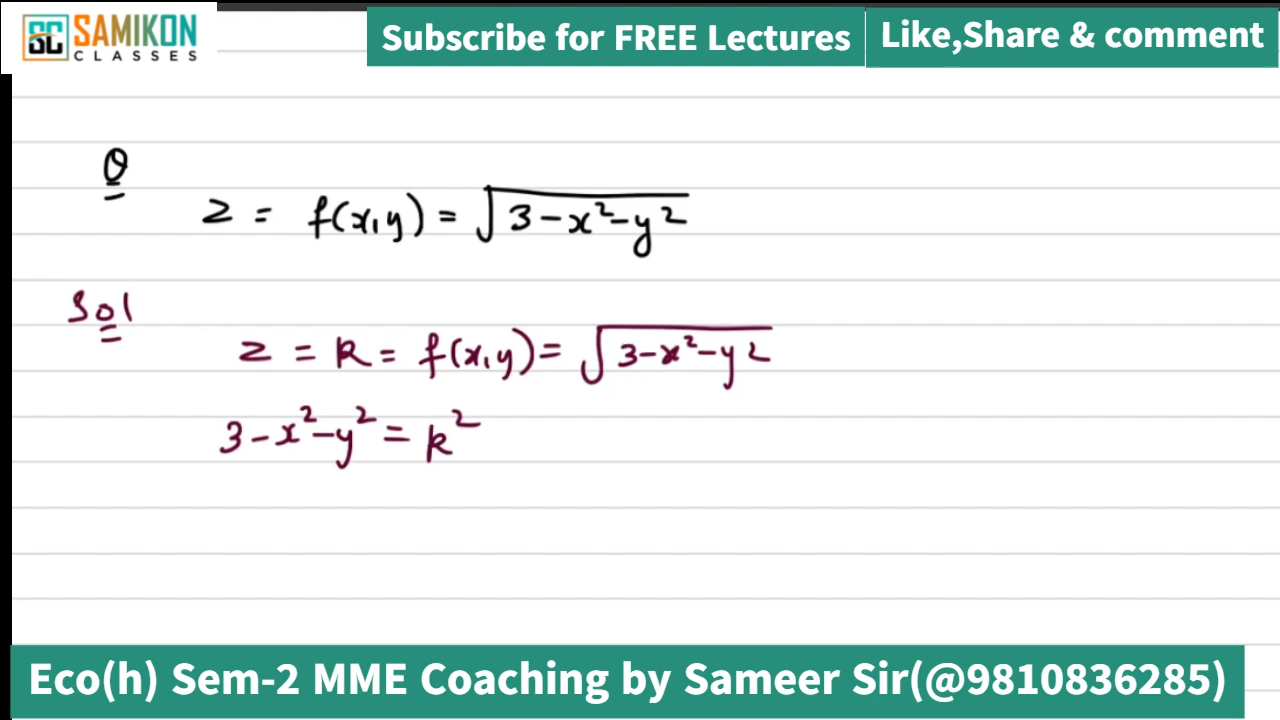 SC SAMIKON
CLASSES
Subscribe for FREE Lectures
Like,Share & comment
Q
z = f(x,y) = √3-x²-y²
Sol
z = k = f(x,y) = √3-x²-y²
3-x²-y² = k²
Eco(h) Sem-2 MME Coaching by Sameer Sir(@9810836285)